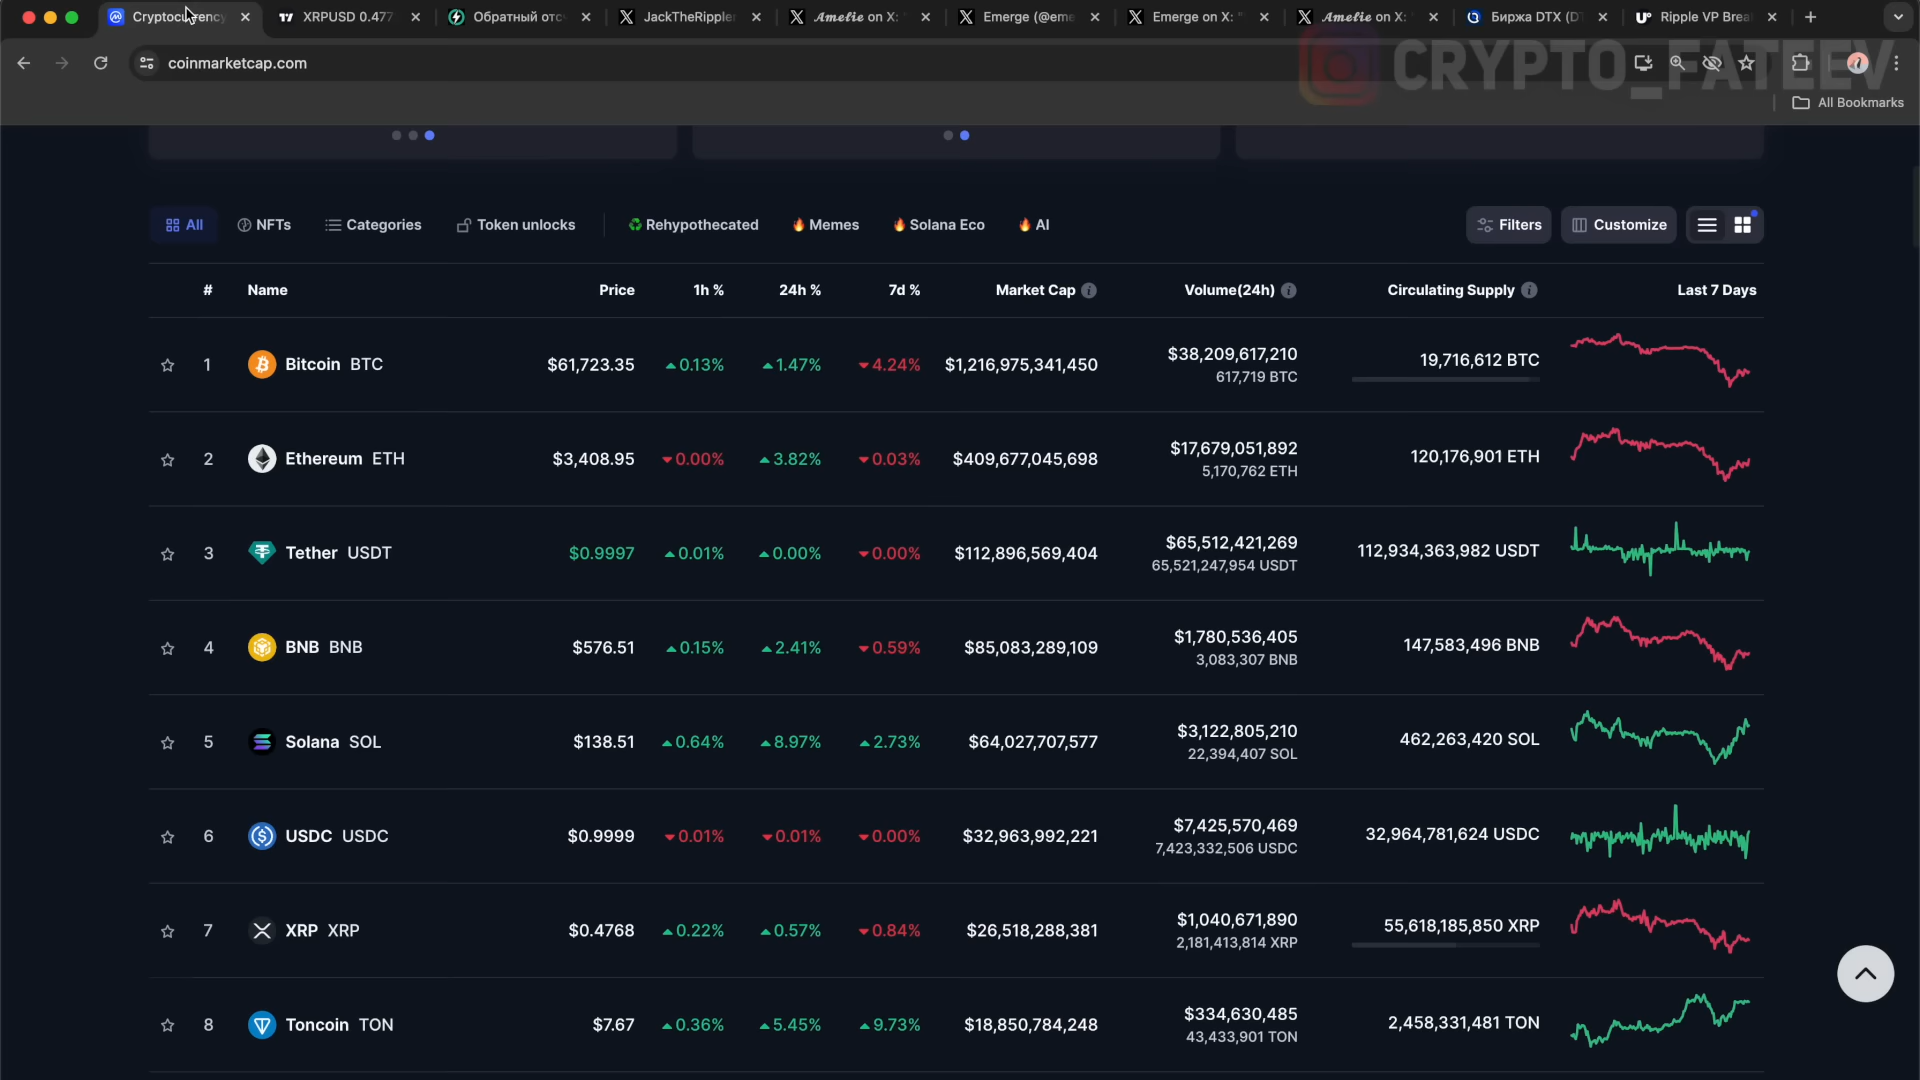 Cryptocurrency
XRPUSD 0.477
Обратный отс
JackTheRippler
Amelie on X: "
Emerge (@eme
Emerge on X: "
Amelie on X: "
Биржа DTX (D
Ripple VP Brea
coinmarketcap.com
CRYPTO_FATEEV
All Bookmarks
All NFTs Categories Token unlocks Rehypothecated Memes Solana Eco AI Filters Customize
# Name Price 1h % 24h % 7d % Market Cap Volume(24h) Circulating Supply Last 7 Days
1 Bitcoin BTC $61,723.35 0.13% 1.47% 4.24% $1,216,975,341,450 $38,209,617,210 19,716,612 BTC
617,719 BTC
2 Ethereum ETH $3,408.95 0.00% 3.82% 0.03% $409,677,045,698 $17,679,051,892 120,176,901 ETH
5,170,762 ETH
3 Tether USDT $0.9997 0.01% 0.00% 0.00% $112,896,569,404 $65,512,421,269 112,934,363,982 USDT
65,521,247,954 USDT
4 BNB BNB $576.51 0.15% 2.41% 0.59% $85,083,289,109 $1,780,536,405 147,583,496 BNB
3,083,307 BNB
5 Solana SOL $138.51 0.64% 8.97% 2.73% $64,027,707,577 $3,122,805,210 462,263,420 SOL
22,394,407 SOL
6 USDC USDC $0.9999 0.01% 0.01% 0.00% $32,963,992,221 $7,425,570,469 32,964,781,624 USDC
7,423,332,506 USDC
7 XRP XRP $0.4768 0.22% 0.57% 0.84% $26,518,288,381 $1,040,671,890 55,618,185,850 XRP
2,181,413,814 XRP
8 Toncoin TON $7.67 0.36% 5.45% 9.73% $18,850,784,248 $334,630,485 2,458,331,481 TON
43,433,901 TON